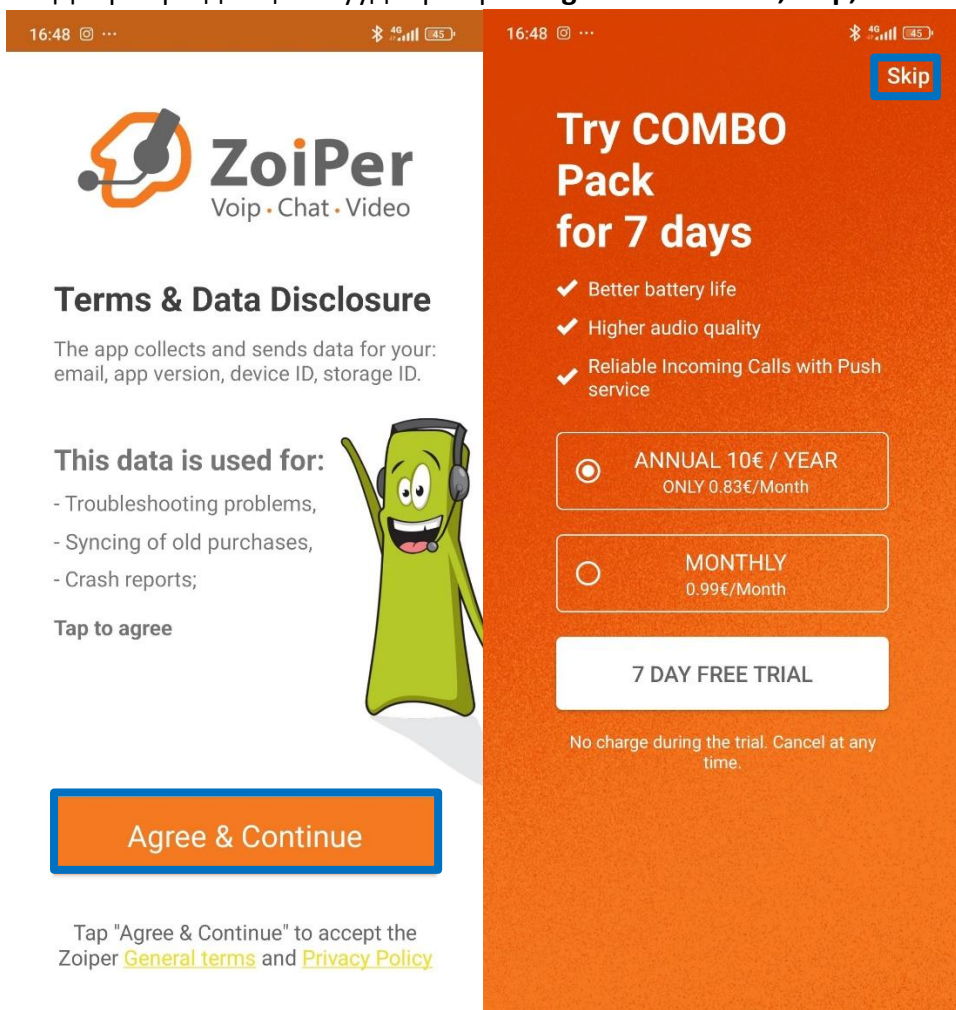 16:48 ... 4G 45
ZoiPer
Voip • Chat • Video
Terms & Data Disclosure
The app collects and sends data for your:
email, app version, device ID, storage ID.
This data is used for:
- Troubleshooting problems,
- Syncing of old purchases,
- Crash reports;
Tap to agree
Agree & Continue
Tap "Agree & Continue" to accept the
Zoiper General terms and Privacy Policy
16:48 ... 4G 45
Skip
Try COMBO
Pack
for 7 days
Better battery life
Higher audio quality
Reliable Incoming Calls with Push
service
ANNUAL 10€ / YEAR
ONLY 0.83€/Month
MONTHLY
0.99€/Month
7 DAY FREE TRIAL
No charge during the trial. Cancel at any
time.